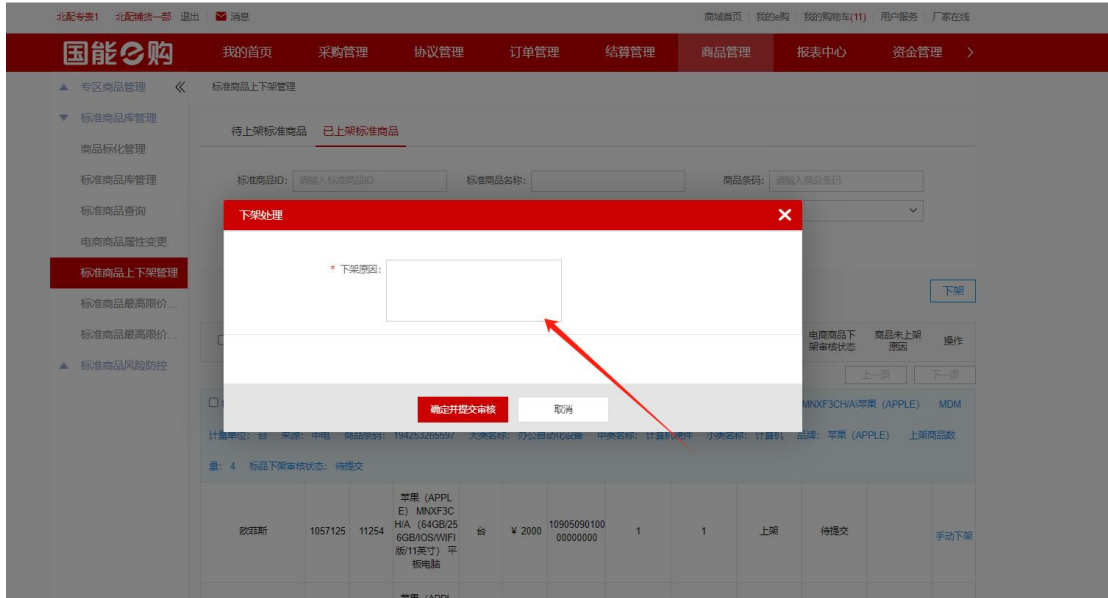 北配专责1 北配辅货一部 退出 消息 商城首页 我的e购 我的购物车(11) 用户服务 厂家在线
国能e购 我的首页 采购管理 协议管理 订单管理 结算管理 商品管理 报表中心 资金管理
专区商品管理 标准商品上下架管理
标准商品库管理
待上架标准商品 已上架标准商品
商品标化管理
标准商品库管理 标准商品ID: 请输入标准商品ID 标准商品名称: 商品条码: 请输入商品条码
标准商品查询 下架处理
电商商品属性变更
标准商品上下架管理 * 下架原因:
标准商品最高限价... 下架
标准商品最高限价... 电商商品下架审核状态 商品未上架原因 操作
标准商品风险防控 上一页 下一页
MNXF3CH/A\苹果（APPLE） MDM
确定并提交审核 取消
计量单位: 台 来源: 中电 商品条码: 194253265597 大类名称: 办公自动化设备 中类名称: 计算机硬件 小类名称: 计算机 品牌: 苹果（APPLE） 上架商品数
量: 4 标品下架审核状态: 待提交
苹果（APPL
E）MNXF3C
H/A（64GB/25
欧菲斯 1057125 11254 6GB/IOS/WIFI 台 ¥ 2000 10905090100 1 1 上架 待提交 手动下架
00000000
版/11英寸）平
板电脑
苹果（APPL